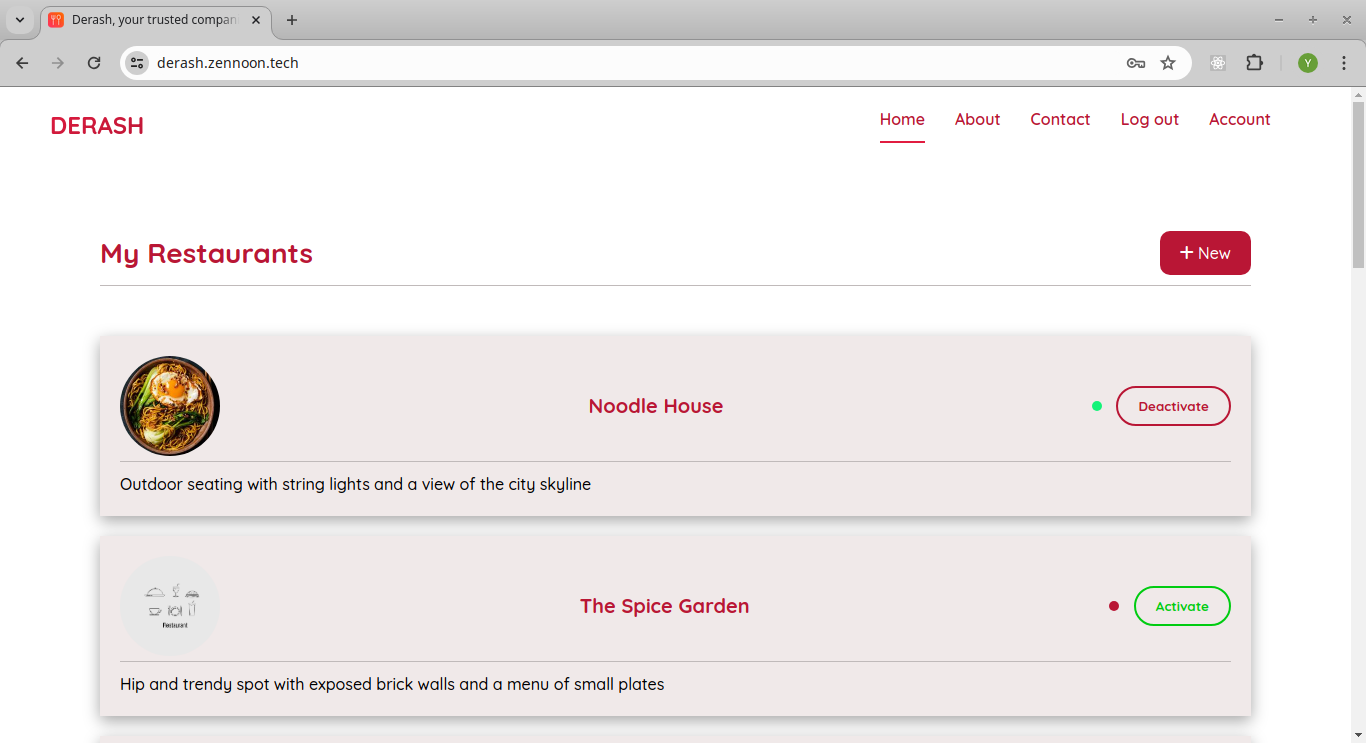 Derash, your trusted compan
derash.zennoon.tech
Y
DERASH
Home About Contact Log out Account
My Restaurants
+ New
Noodle House
Deactivate
Outdoor seating with string lights and a view of the city skyline
Restaurant
The Spice Garden
Activate
Hip and trendy spot with exposed brick walls and a menu of small plates